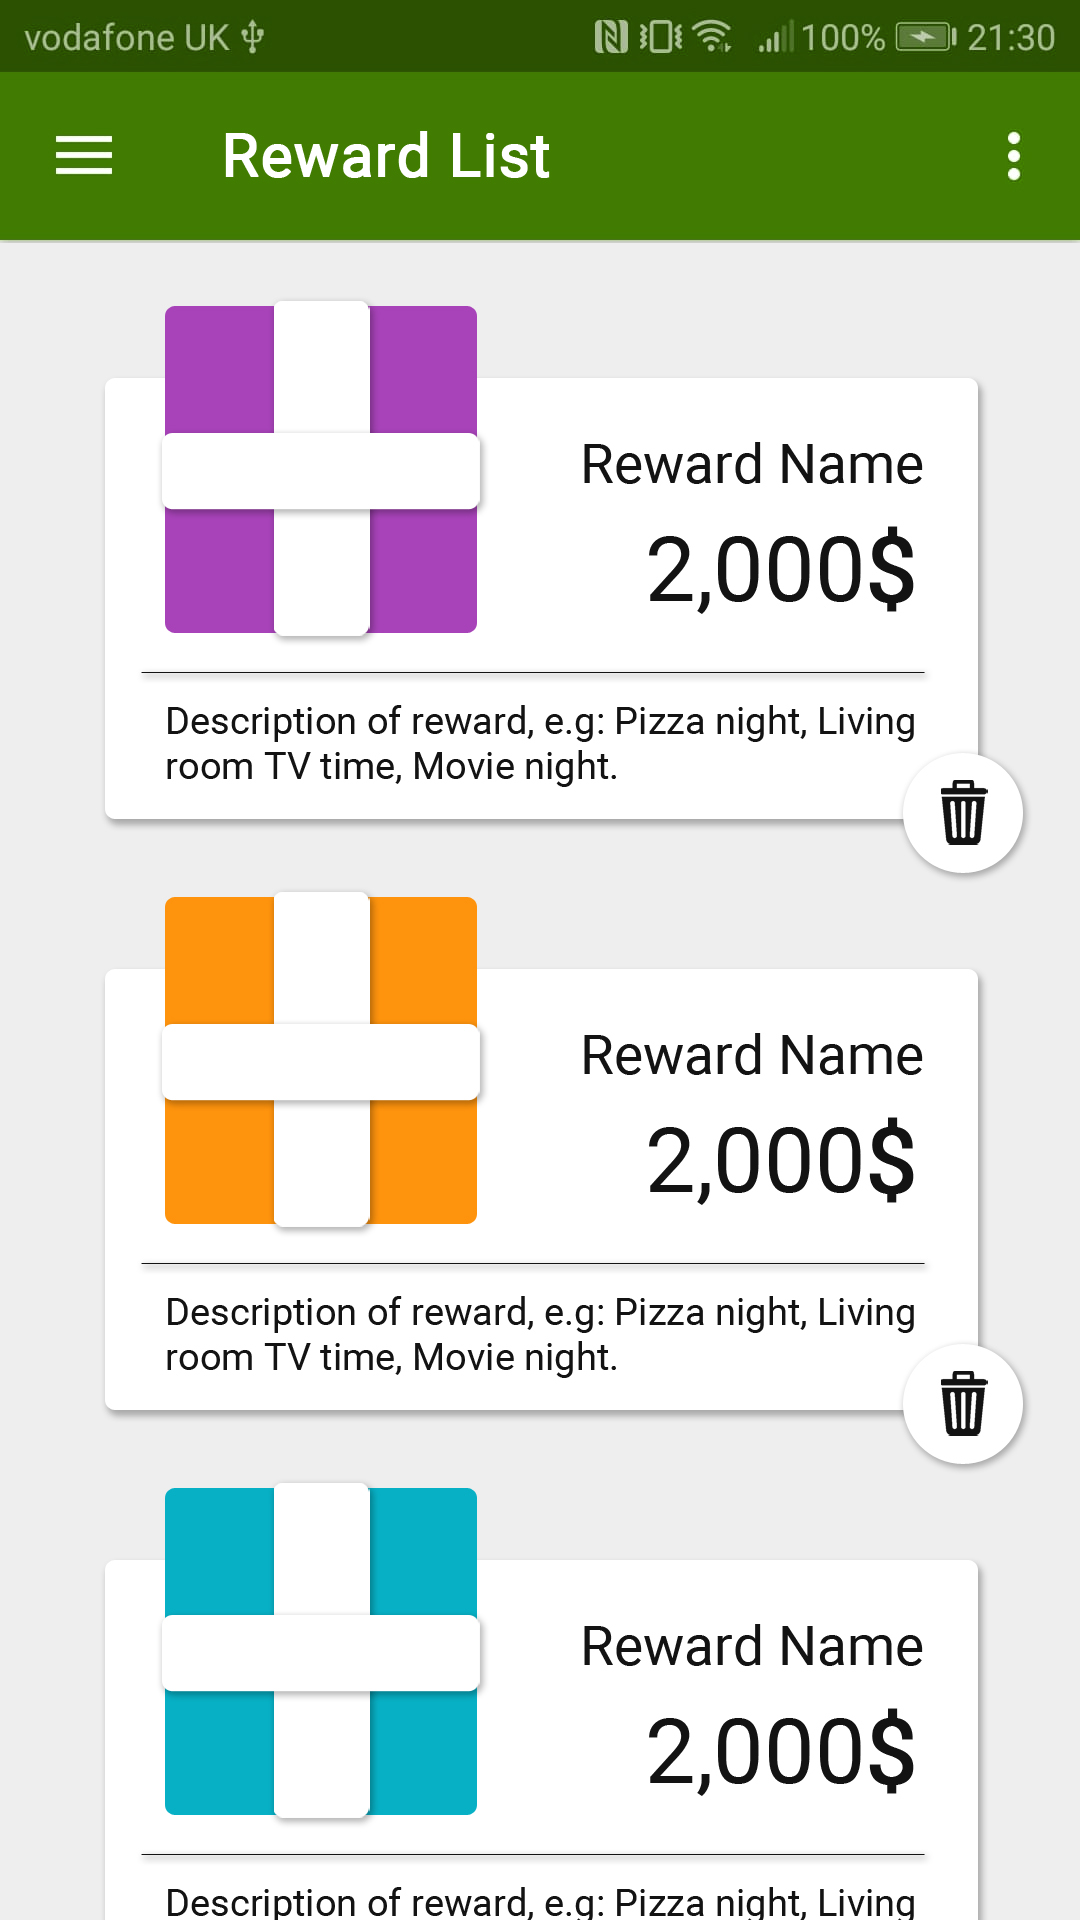 vodafone UK 100% 21:30
Reward List
Reward Name
2,000$
Description of reward, e.g: Pizza night, Living
room TV time, Movie night.
Reward Name
2,000$
Description of reward, e.g: Pizza night, Living
room TV time, Movie night.
Reward Name
2,000$
Description of reward, e.g: Pizza night, Living